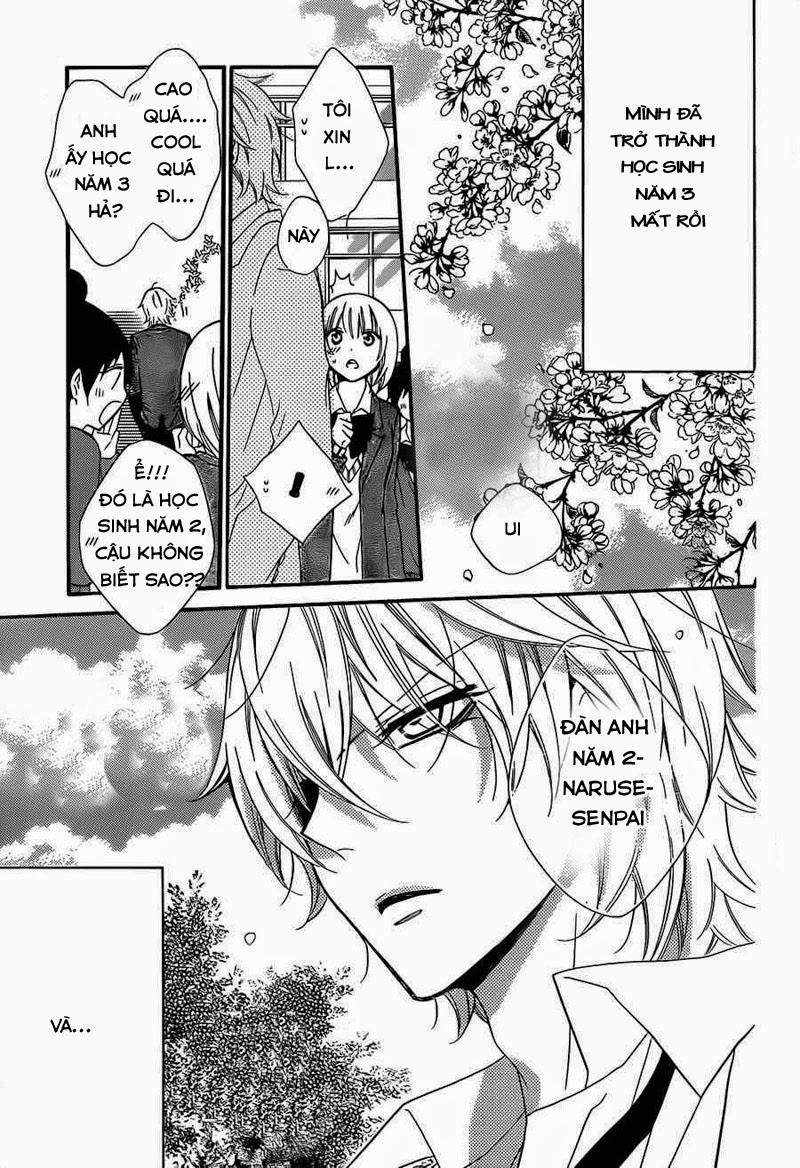 MÌNH ĐÃ
TRỞ THÀNH
HỌC SINH
NĂM 3
MẤT RỒI
UI
TÔI
XIN
L...
NÀY
!
CAO
QUÁ....
COOL
QUÁ
ĐI...
ANH
ẤY HỌC
NĂM 3
HẢ?
Ể!!!
ĐÓ LÀ HỌC
SINH NĂM 2,
CẬU KHÔNG
BIẾT SAO??
ĐÀN ANH
NĂM 2-
NARUSE-
SENPAI
VÀ...